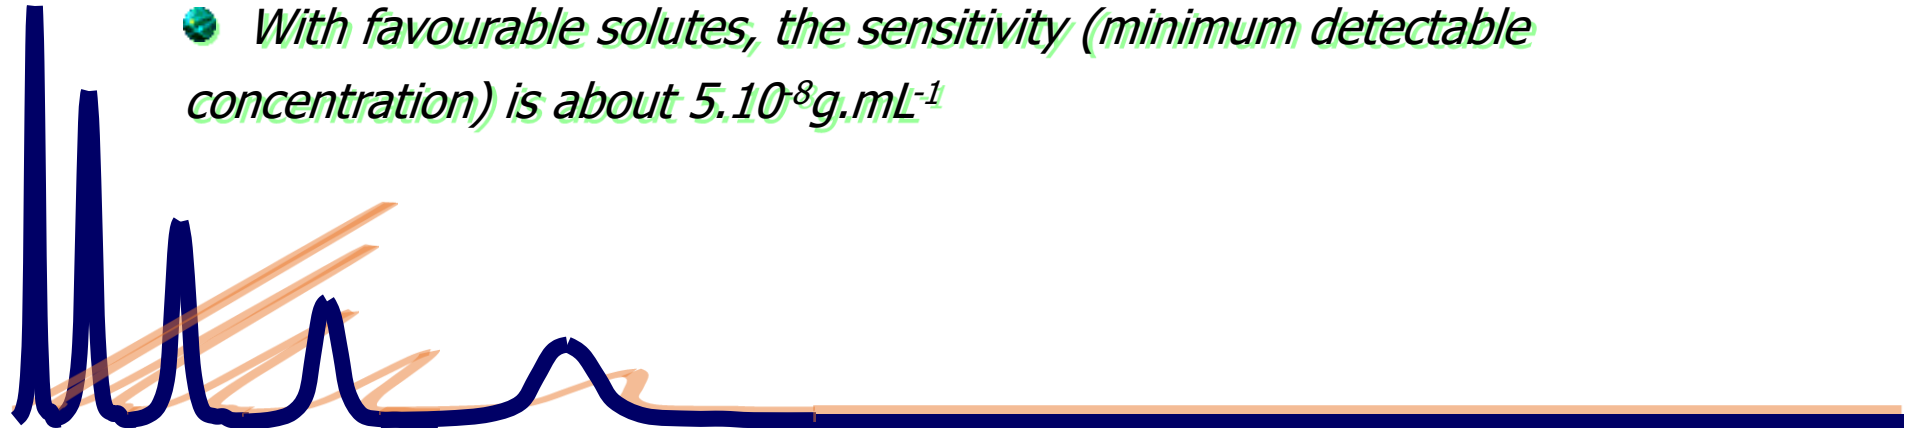 With favourable solutes, the sensitivity (minimum detectable
concentration) is about 5.10⁻⁸g.mL⁻¹